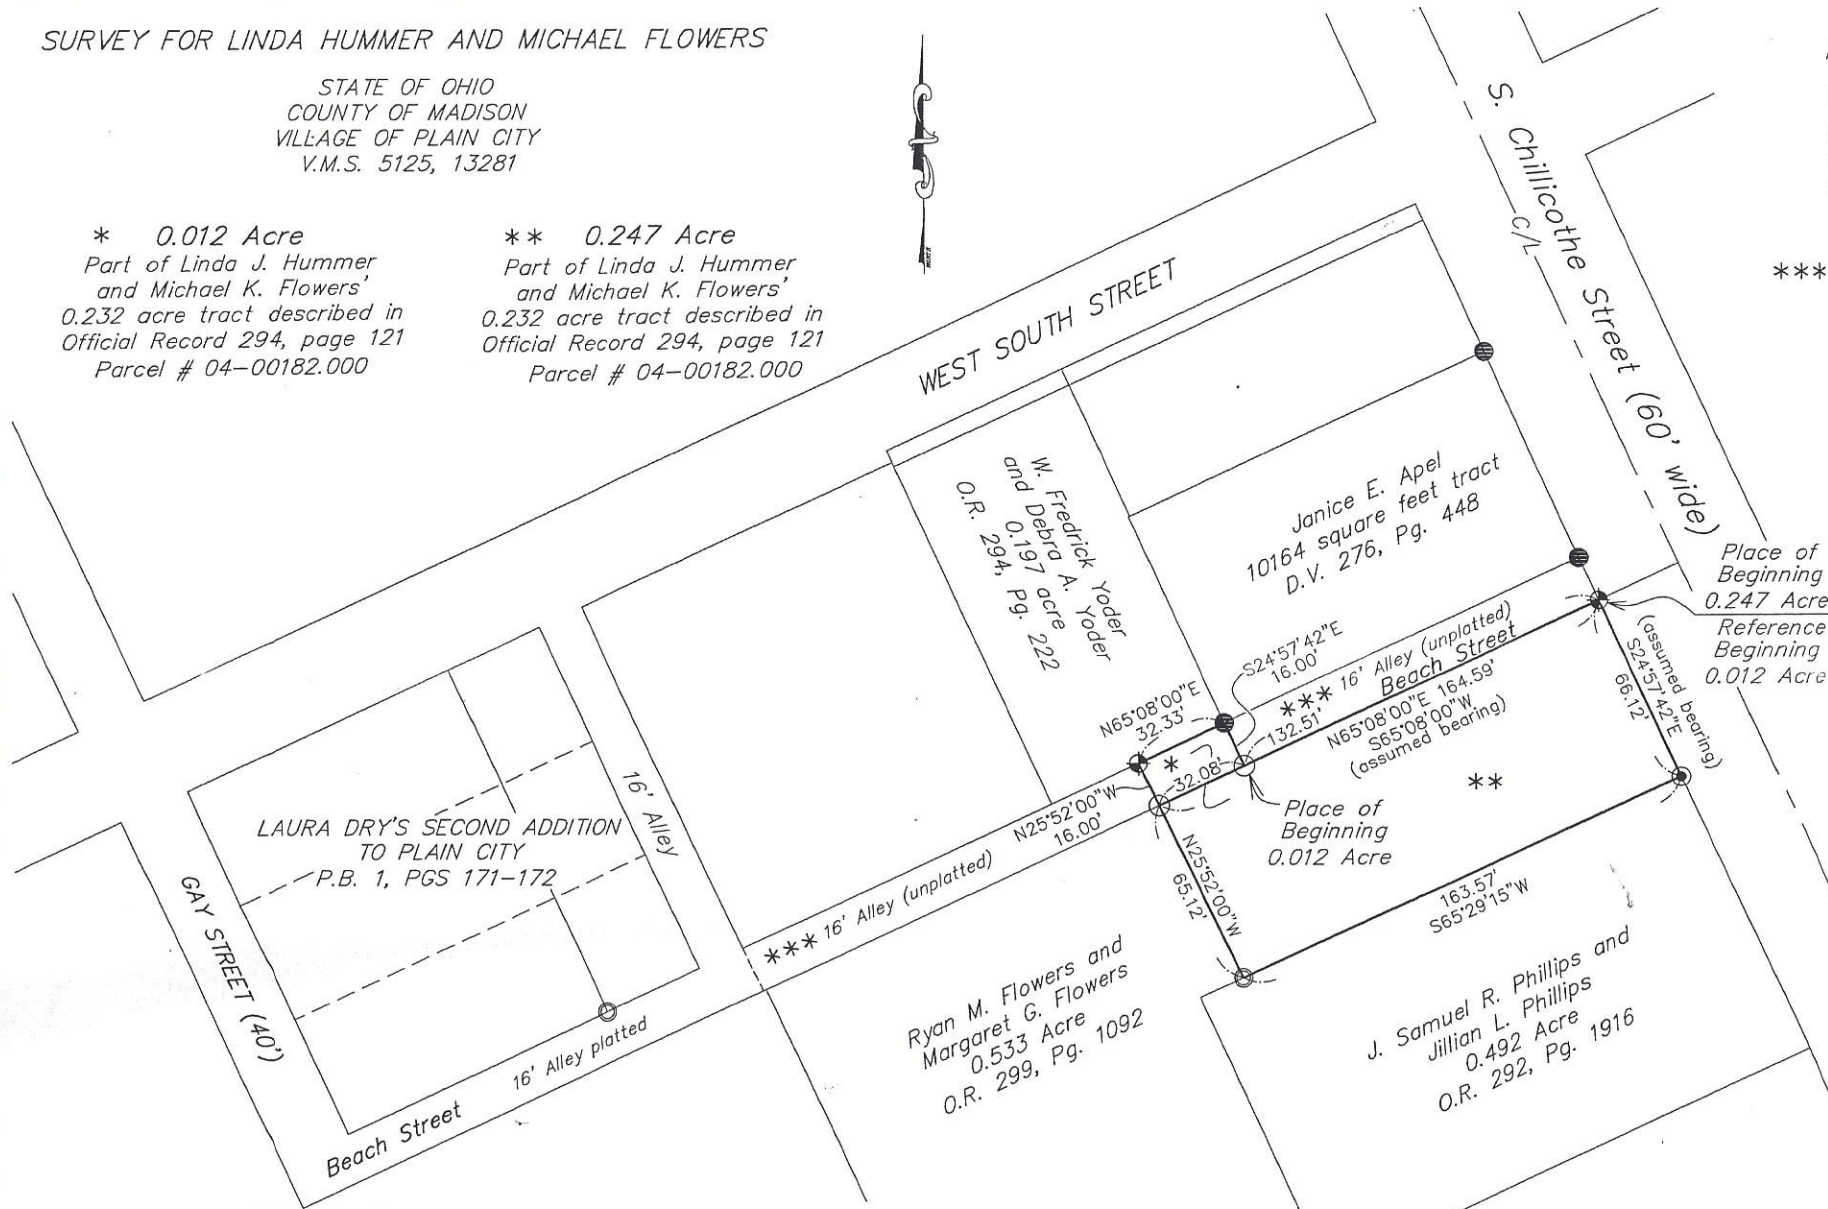 SURVEY FOR LINDA HUMMER AND MICHAEL FLOWERS
STATE OF OHIO
COUNTY OF MADISON
VILLAGE OF PLAIN CITY
V.M.S. 5125, 13281
* 0.012 Acre
Part of Linda J. Hummer
and Michael K. Flowers'
0.232 acre tract described in
Official Record 294, page 121
Parcel # 04-00182.000
** 0.247 Acre
Part of Linda J. Hummer
and Michael K. Flowers'
0.232 acre tract described in
Official Record 294, page 121
Parcel # 04-00182.000
NORTH
S. Chillicothe Street (60' wide)
C/L
***
WEST SOUTH STREET
W. Fredrick Yoder
and Debra A. Yoder
0.197 acre
O.R. 294, Pg. 222
Janice E. Apel
10164 square feet tract
D.V. 276, Pg. 448
Place of
Beginning
0.247 Acre
Reference
Beginning
0.012 Acre
(assumed bearing)
S24°57'42"E
66.12'
S24°57'42"E
16.00'
*** 16' Alley (unplatted)
Beach Street
N65°08'00"E
32.33'
132.51'
N65°08'00"E 164.59'
S65°08'00"W
(assumed bearing)
*
32.08'
**
N25°52'00"W
16.00'
Place of
Beginning
0.012 Acre
N25°52'00"W
65.12'
163.57'
S65°29'15"W
16' Alley
LAURA DRY'S SECOND ADDITION
TO PLAIN CITY
P.B. 1, PGS 171-172
GAY STREET (40')
*** 16' Alley (unplatted)
Ryan M. Flowers and
Margaret G. Flowers
0.533 Acre
O.R. 299, Pg. 1092
J. Samuel R. Phillips and
Jillian L. Phillips
0.492 Acre
O.R. 292, Pg. 1916
Beach Street
16' Alley platted